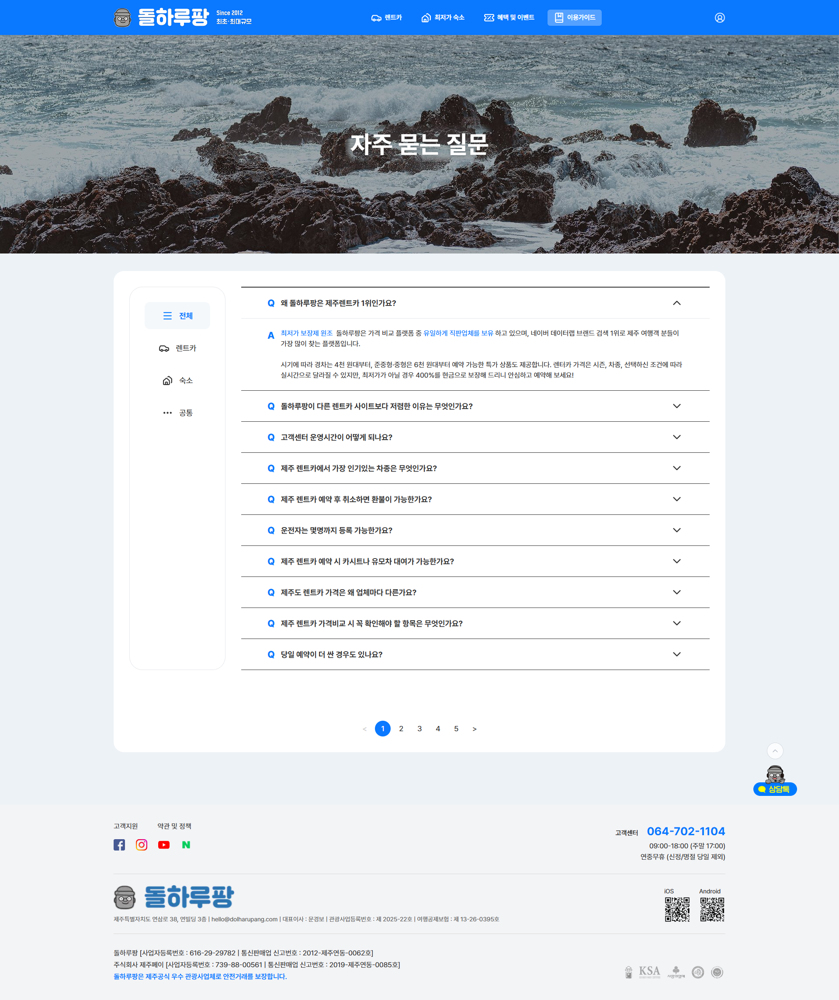 돌하루팡
Since 2012
최초·최대규모
렌트카
최저가 숙소
혜택 및 이벤트
이용가이드
자주 묻는 질문
전체
렌트카
숙소
공통
Q 왜 돌하루팡은 제주렌트카 1위인가요?
A 최저가 보장제 원조 돌하루팡은 가격 비교 플랫폼 중 유일하게 직판업체를 보유 하고 있으며, 네이버 데이터랩 브랜드 검색 1위로 제주 여행객 분들이
가장 많이 찾는 플랫폼입니다.
시기에 따라 경차는 4천 원대부터, 준중형·중형은 6천 원대부터 예약 가능한 특가 상품도 제공합니다. 렌터카 가격은 시즌, 차종, 선택하신 조건에 따라
실시간으로 달라질 수 있지만, 최저가가 아닐 경우 400%를 현금으로 보장해 드리니 안심하고 예약해 보세요!
Q 돌하루팡이 다른 렌트카 사이트보다 저렴한 이유는 무엇인가요?
Q 고객센터 운영시간이 어떻게 되나요?
Q 제주 렌트카에서 가장 인기있는 차종은 무엇인가요?
Q 제주 렌트카 예약 후 취소하면 환불이 가능한가요?
Q 운전자는 몇명까지 등록 가능한가요?
Q 제주 렌트카 예약 시 카시트나 유모차 대여가 가능한가요?
Q 제주도 렌트카 가격은 왜 업체마다 다른가요?
Q 제주 렌트카 가격비교 시 꼭 확인해야 할 항목은 무엇인가요?
Q 당일 예약이 더 싼 경우도 있나요?
< 1 2 3 4 5 >
상담톡
고객지원 약관 및 정책
고객센터 064-702-1104
09:00-18:00 (주말 17:00)
연중무휴 (신정/명절 당일 제외)
돌하루팡
iOS Android
제주특별자치도 연삼로 38, 연빌딩 3층 | hello@dolharupang.com | 대표이사 : 문경보 | 관광사업등록번호 : 제 2025-22호 | 여행공제보험 : 제 13-26-0395호
돌하루팡 [사업자등록번호 : 616-29-29782 | 통신판매업 신고번호 : 2012-제주연동-0062호]
주식회사 제주페이 [사업자등록번호 : 739-88-00561 | 통신판매업 신고번호 : 2019-제주연동-0085호]
돌하루팡은 제주공식 우수 관광사업체로 안전거래를 보장합니다.
KSA
사랑의열매